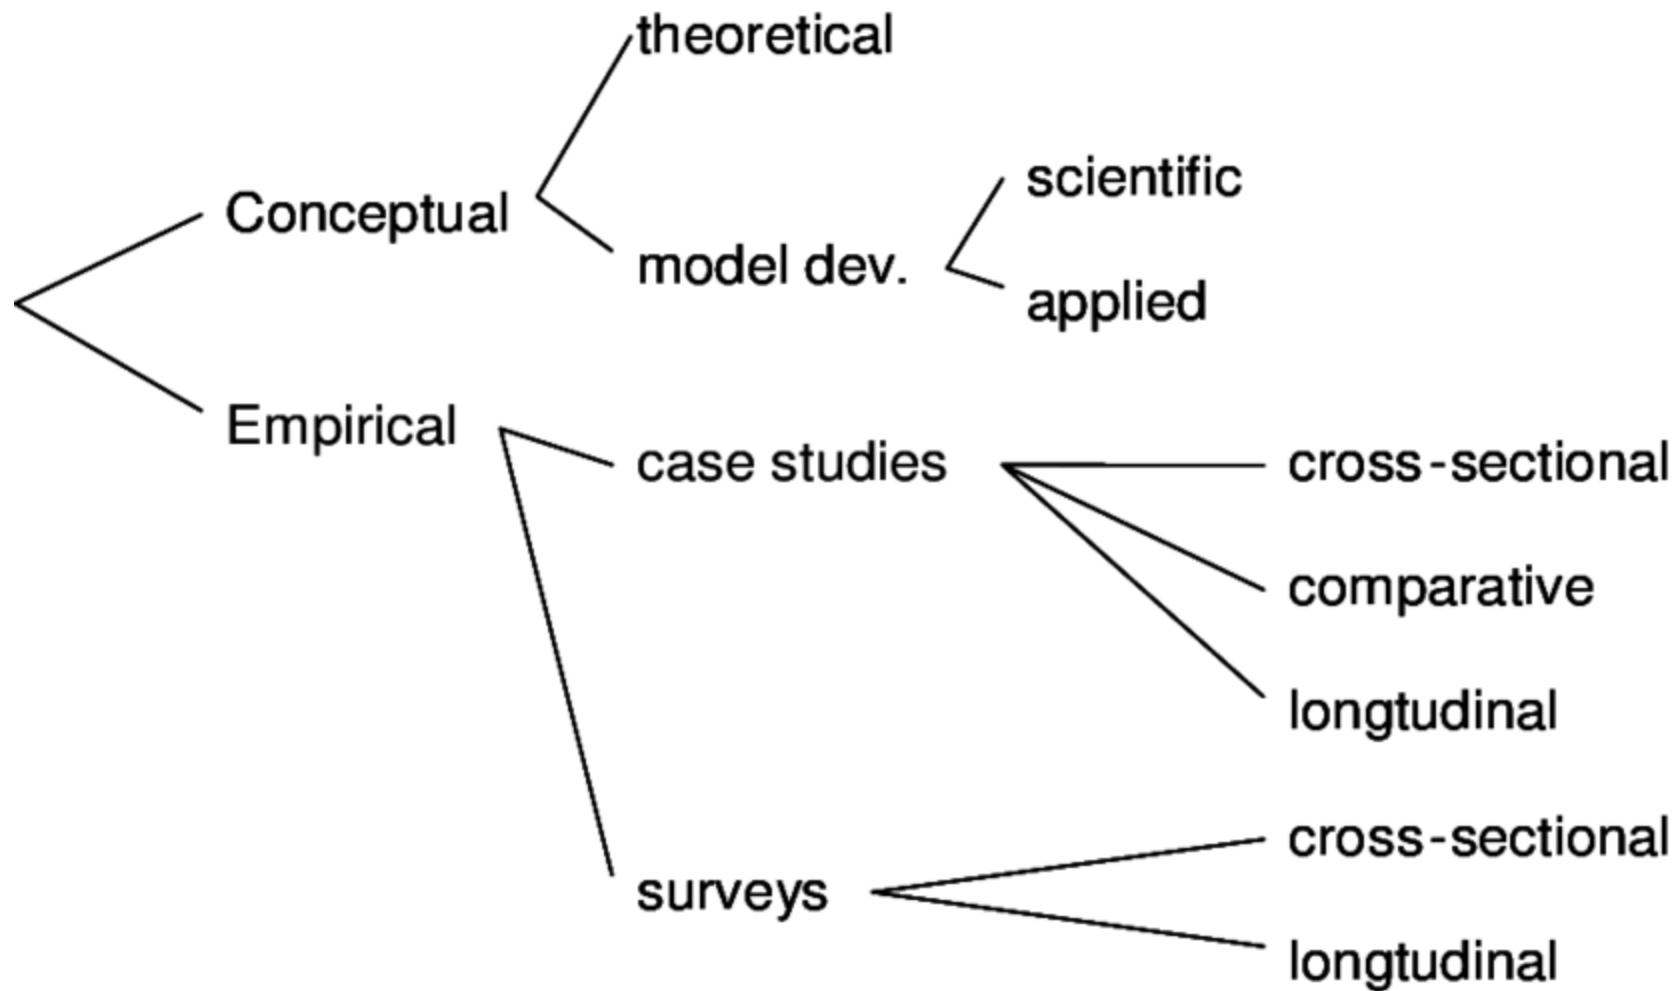 theoretical
scientific
Conceptual
model dev.
applied
Empirical
case studies
cross-sectional
comparative
longtudinal
cross-sectional
surveys
longtudinal